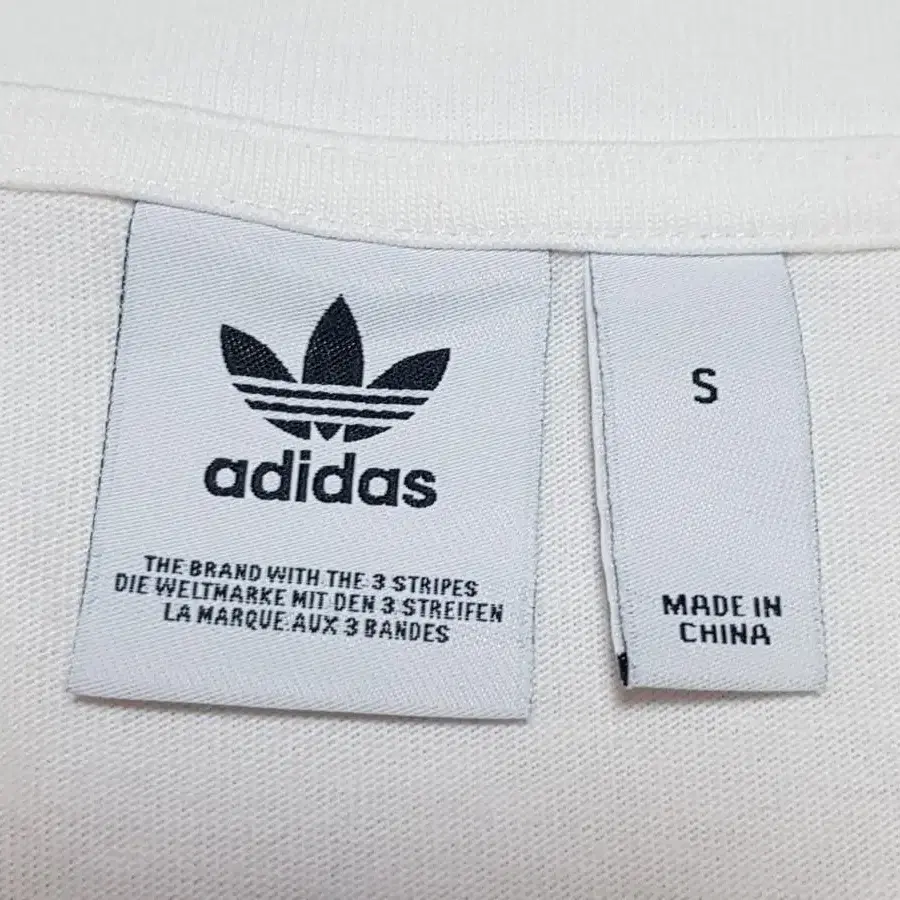 adidas
THE BRAND WITH THE 3 STRIPES
DIE WELTMARKE MIT DEN 3 STREIFEN
LA MARQUE AUX 3 BANDES
S
MADE IN
CHINA